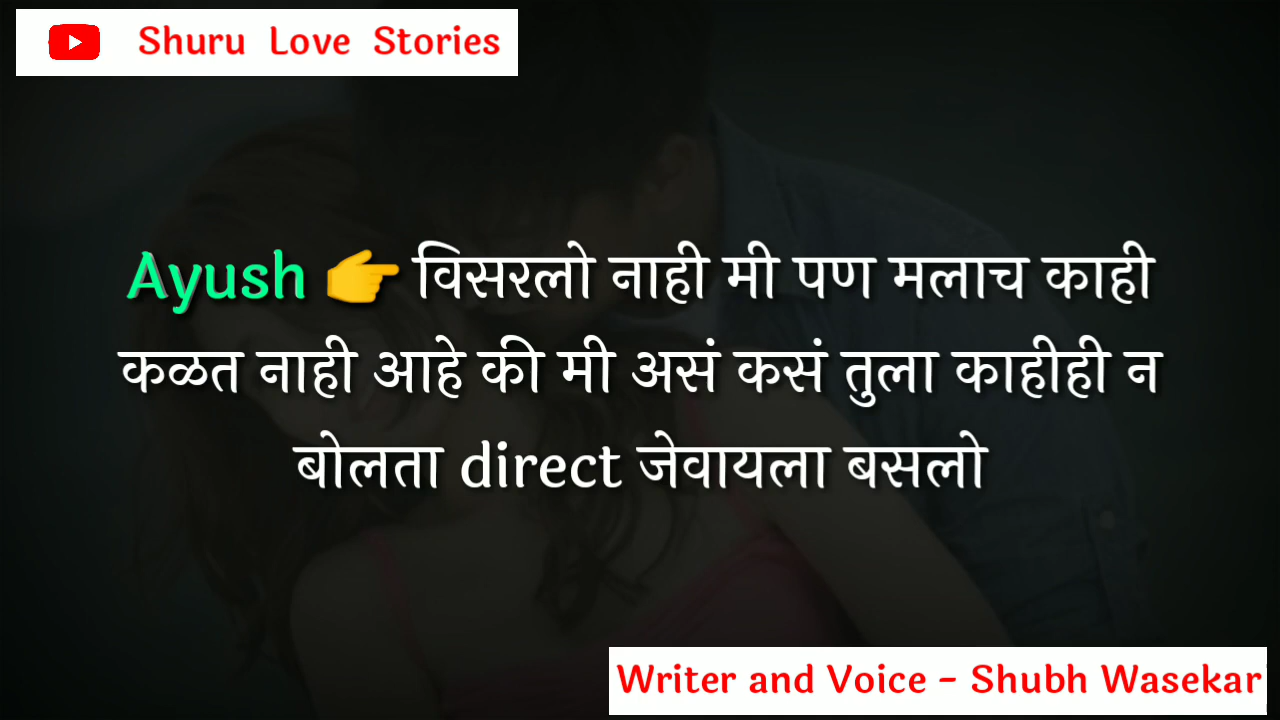 Shuru Love Stories
Ayush 👉 विसरलो नाही मी पण मलाच काही
कळत नाही आहे की मी असं कसं तुला काहीही न
बोलता direct जेवायला बसलो
Writer and Voice - Shubh Wasekar